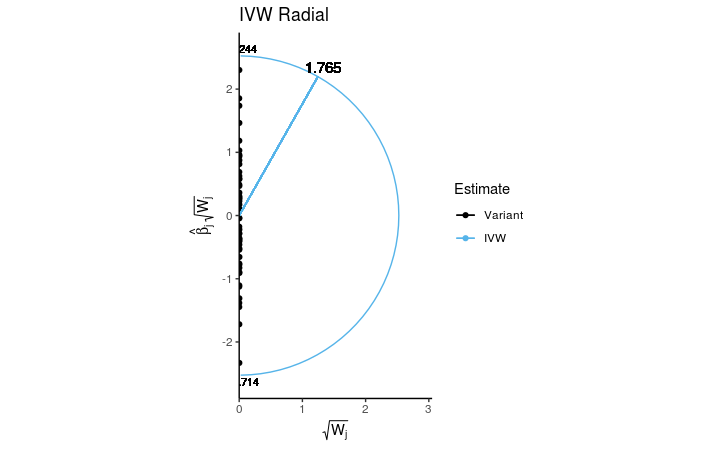 IVW Radial
244
1.765
2
1
0
-1
-2
β̂j√Wj
.714
0
1
2
3
√Wj
Estimate
Variant
IVW